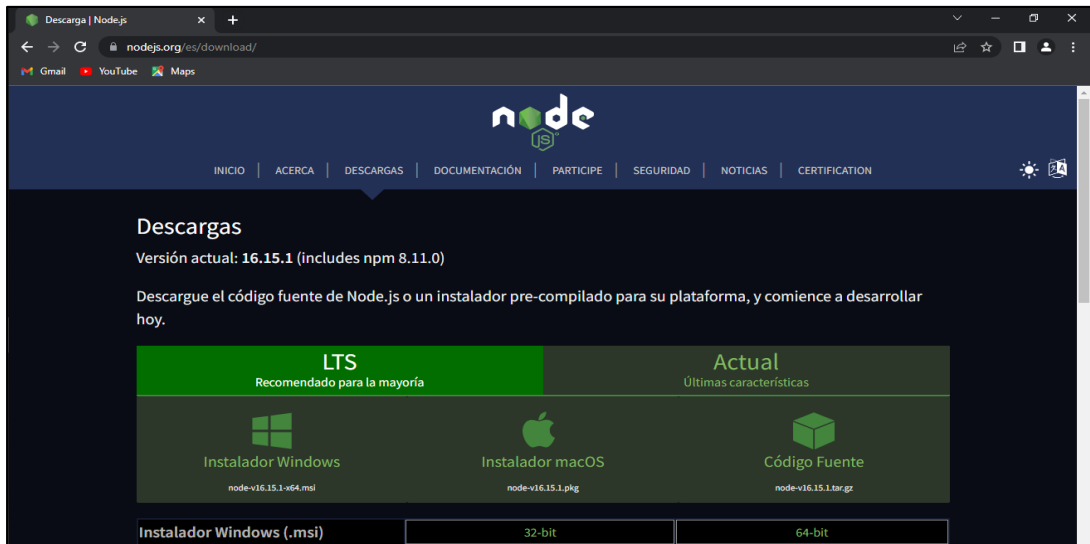 Descarga | Node.js
nodejs.org/es/download/
Gmail YouTube Maps
node
JS
INICIO | ACERCA | DESCARGAS | DOCUMENTACIÓN | PARTICIPE | SEGURIDAD | NOTICIAS | CERTIFICATION
Descargas
Versión actual: 16.15.1 (includes npm 8.11.0)
Descargue el código fuente de Node.js o un instalador pre-compilado para su plataforma, y comience a desarrollar
hoy.
LTS
Recomendado para la mayoría
Actual
Últimas características
Instalador Windows
node-v16.15.1-x64.msi
Instalador macOS
node-v16.15.1.pkg
Código Fuente
node-v16.15.1.tar.gz
Instalador Windows (.msi) 32-bit 64-bit